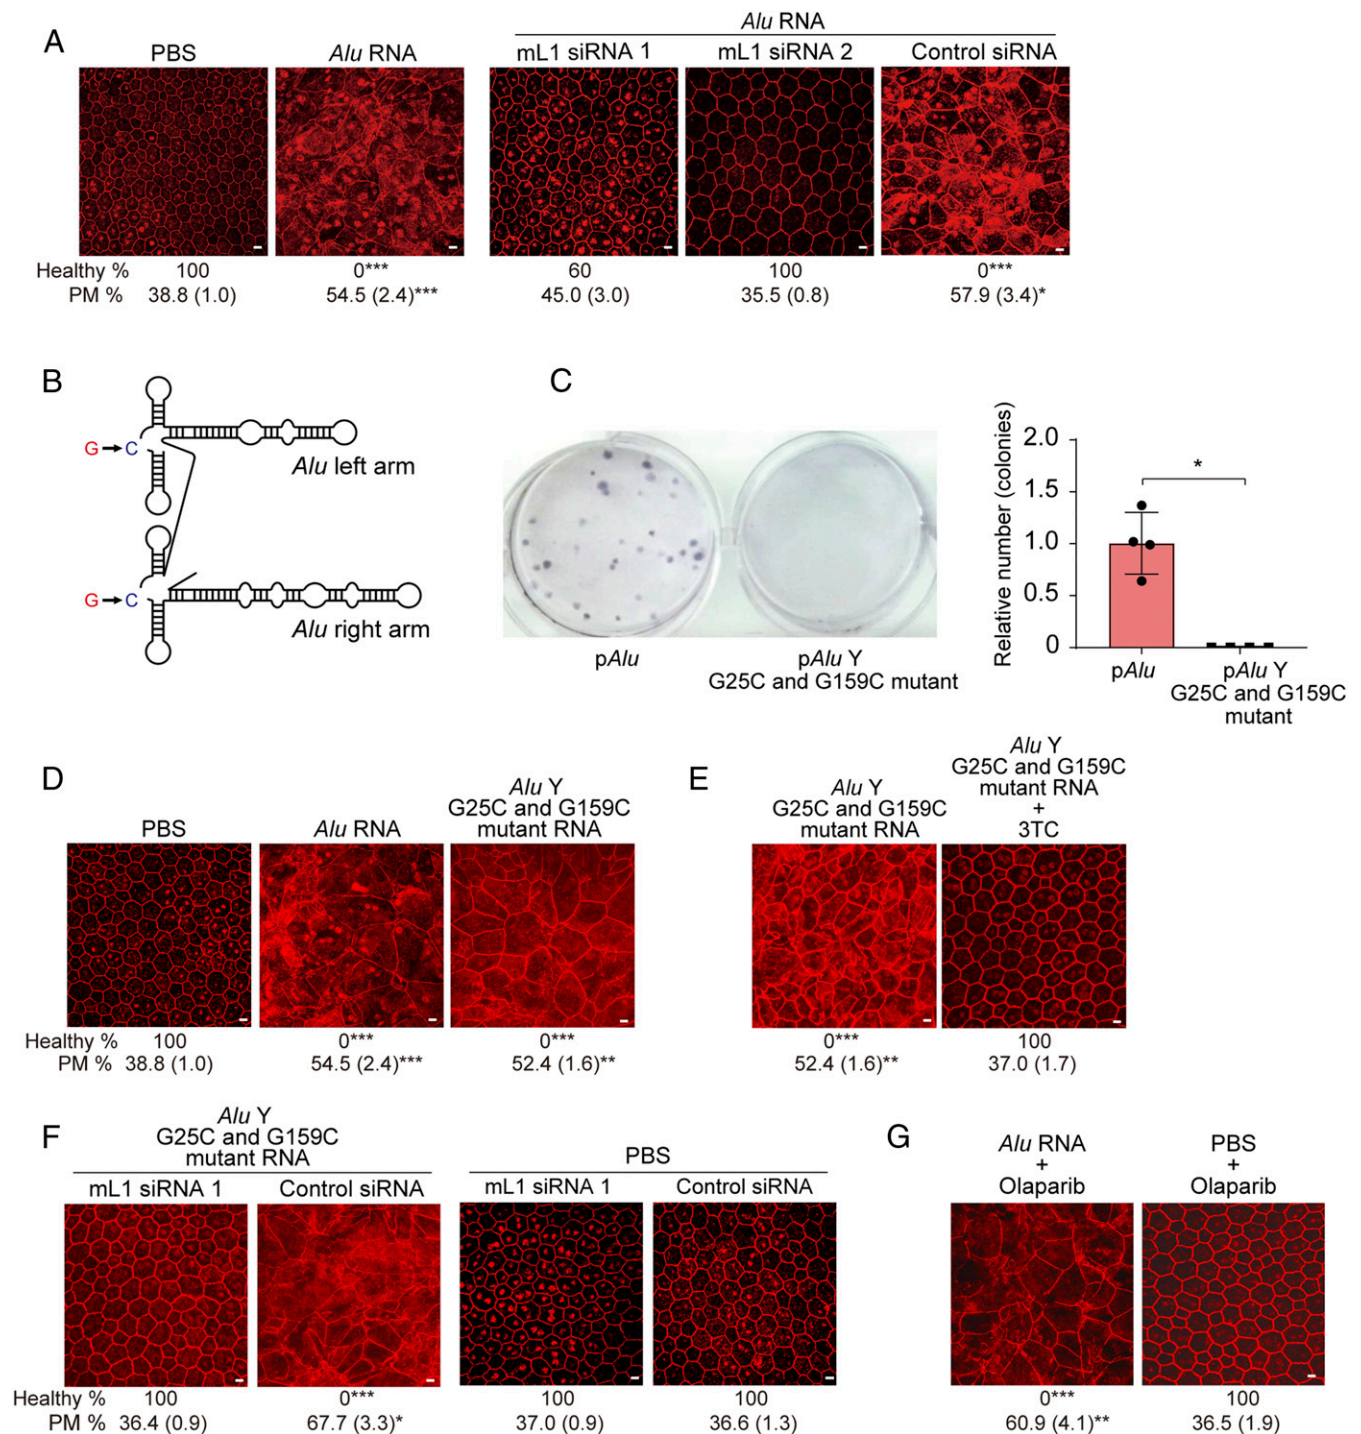 A
Alu RNA
PBS
Alu RNA
mL1 siRNA 1
mL1 siRNA 2
Control siRNA
Healthy %
100
0***
60
100
0***
PM %
38.8 (1.0)
54.5 (2.4)***
45.0 (3.0)
35.5 (0.8)
57.9 (3.4)*
B
G
C
Alu left arm
G
C
Alu right arm
C
pAlu
pAlu Y
G25C and G159C mutant
Relative number (colonies)
2.0
1.5
1.0
0.5
0
*
pAlu
pAlu Y
G25C and G159C
mutant
D
PBS
Alu RNA
Alu Y
G25C and G159C
mutant RNA
Healthy %
100
0***
0***
PM %
38.8 (1.0)
54.5 (2.4)***
52.4 (1.6)**
E
Alu Y
G25C and G159C
mutant RNA
Alu Y
G25C and G159C
mutant RNA
+
3TC
0***
100
52.4 (1.6)**
37.0 (1.7)
F
Alu Y
G25C and G159C
mutant RNA
PBS
mL1 siRNA 1
Control siRNA
mL1 siRNA 1
Control siRNA
Healthy %
100
0***
100
100
PM %
36.4 (0.9)
67.7 (3.3)*
37.0 (0.9)
36.6 (1.3)
G
Alu RNA
+
Olaparib
PBS
+
Olaparib
0***
100
60.9 (4.1)**
36.5 (1.9)